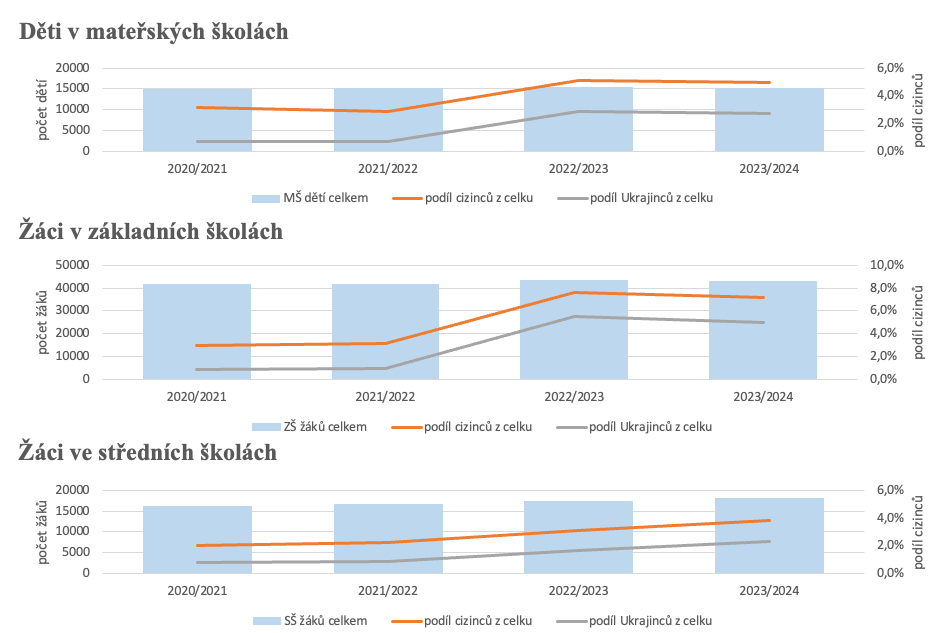 Děti v mateřských školách
20000
15000
10000
5000
0
počet dětí
6,0%
4,0%
2,0%
0,0%
podíl cizinců
2020/2021 2021/2022 2022/2023 2023/2024
MŠ dětí celkem podíl cizinců z celku podíl Ukrajinců z celku
Žáci v základních školách
50000
40000
30000
20000
10000
0
počet žáků
10,0%
8,0%
6,0%
4,0%
2,0%
0,0%
podíl cizinců
2020/2021 2021/2022 2022/2023 2023/2024
ZŠ žáků celkem podíl cizinců z celku podíl Ukrajinců z celku
Žáci ve středních školách
20000
15000
10000
5000
0
počet žáků
6,0%
4,0%
2,0%
0,0%
podíl cizinců
2020/2021 2021/2022 2022/2023 2023/2024
SŠ žáků celkem podíl cizinců z celku podíl Ukrajinců z celku